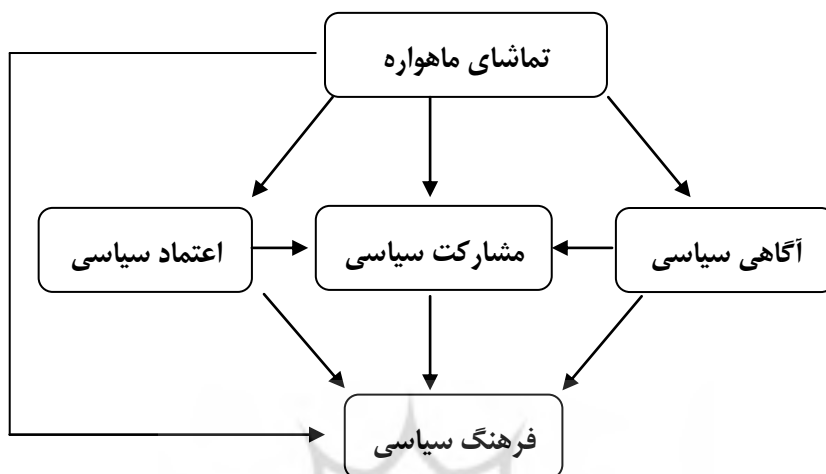 تماشای ماهواره
آگاهی سیاسی
مشارکت سیاسی
اعتماد سیاسی
فرهنگ سیاسی